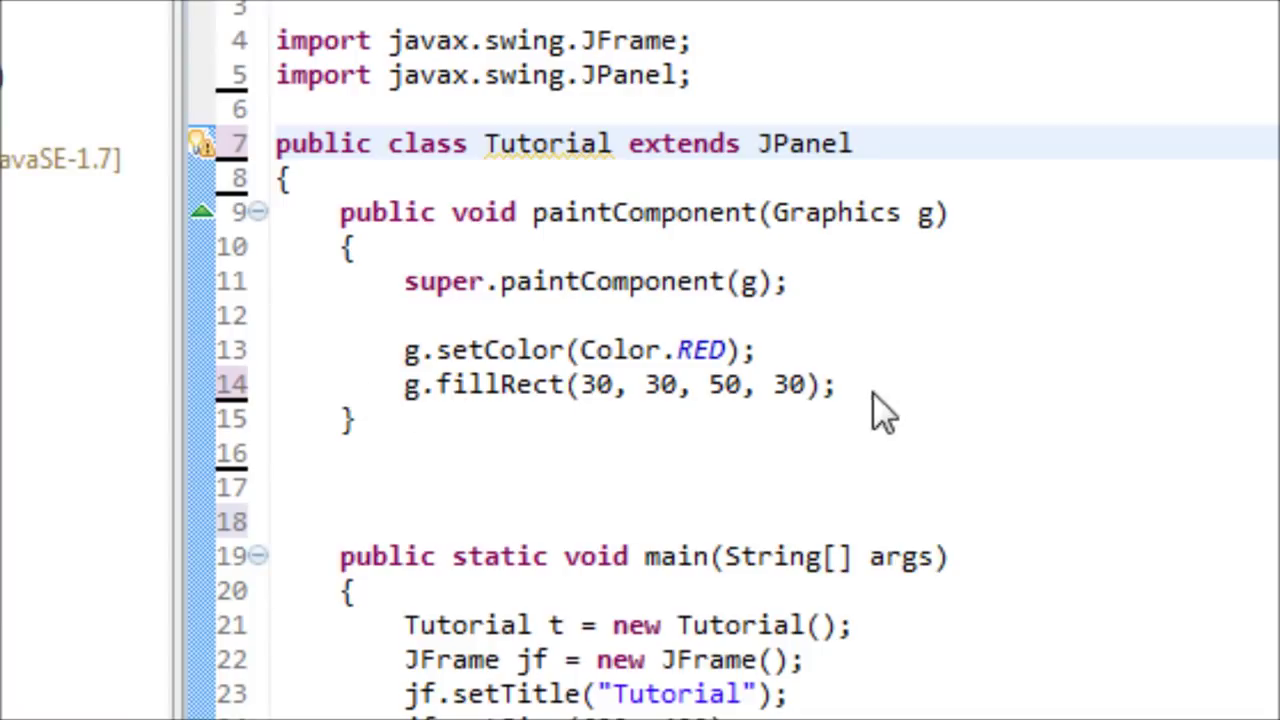 3
4 import javax.swing.JFrame;
5 import javax.swing.JPanel;
6
7 public class Tutorial extends JPanel
avaSE-1.7]
8 {
9 public void paintComponent(Graphics g)
10 {
11 super.paintComponent(g);
12
13 g.setColor(Color.RED);
14 g.fillRect(30, 30, 50, 30);
15 }
16
17
18
19 public static void main(String[] args)
20 {
21 Tutorial t = new Tutorial();
22 JFrame jf = new JFrame();
23 jf.setTitle("Tutorial");